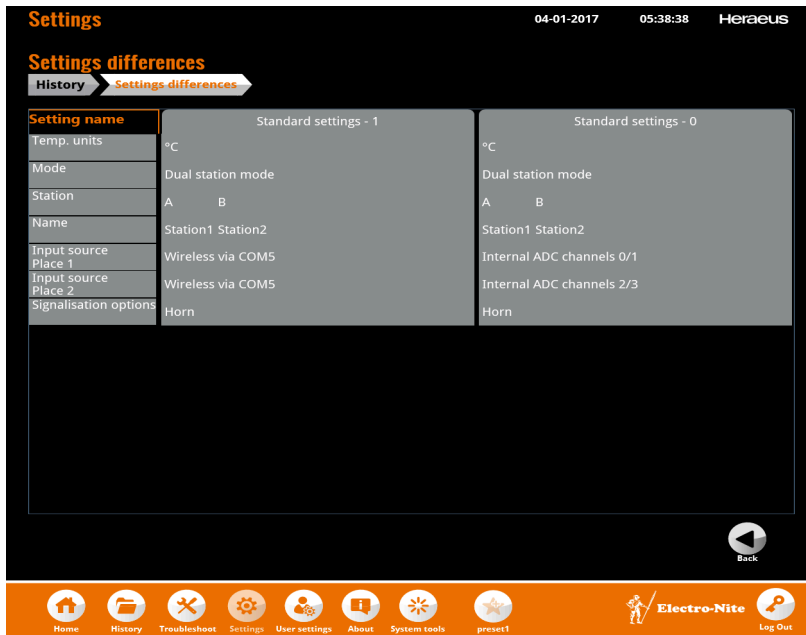 Settings
04-01-2017 05:38:38 Heraeus
Settings differences
History Settings differences
Setting name Standard settings - 1 Standard settings - 0
Temp. units °C °C
Mode Dual station mode Dual station mode
Station A B A B
Name Station1 Station2 Station1 Station2
Input source
Place 1 Wireless via COM5 Internal ADC channels 0/1
Input source
Place 2 Wireless via COM5 Internal ADC channels 2/3
Signalisation options Horn Horn
Back
Home History Troubleshoot Settings User settings About System tools preset1 Electro-Nite Log Out